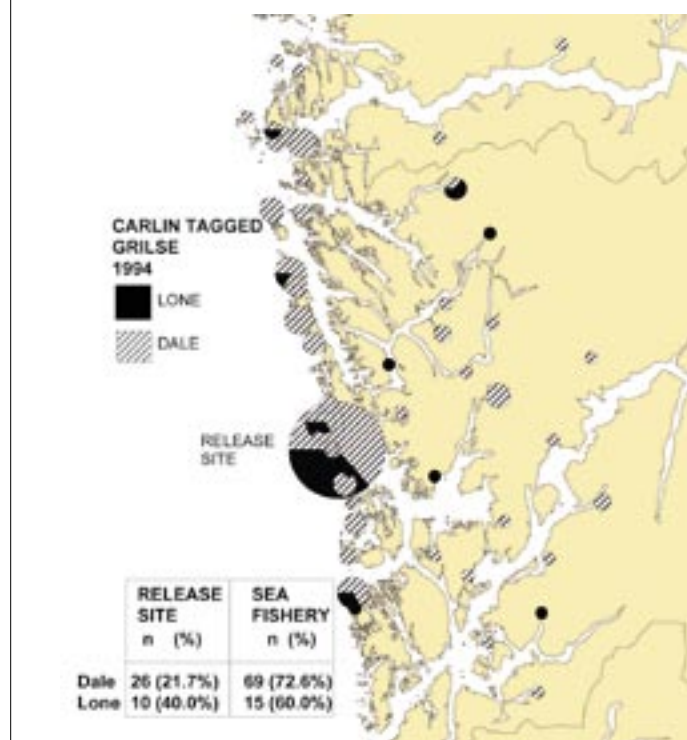 CARLIN TAGGED
GRILSE
1994
LONE
DALE
RELEASE
SITE
RELEASE SITE n (%) SEA FISHERY n (%)
Dale 26 (21.7%) 69 (72.6%)
Lone 10 (40.0%) 15 (60.0%)